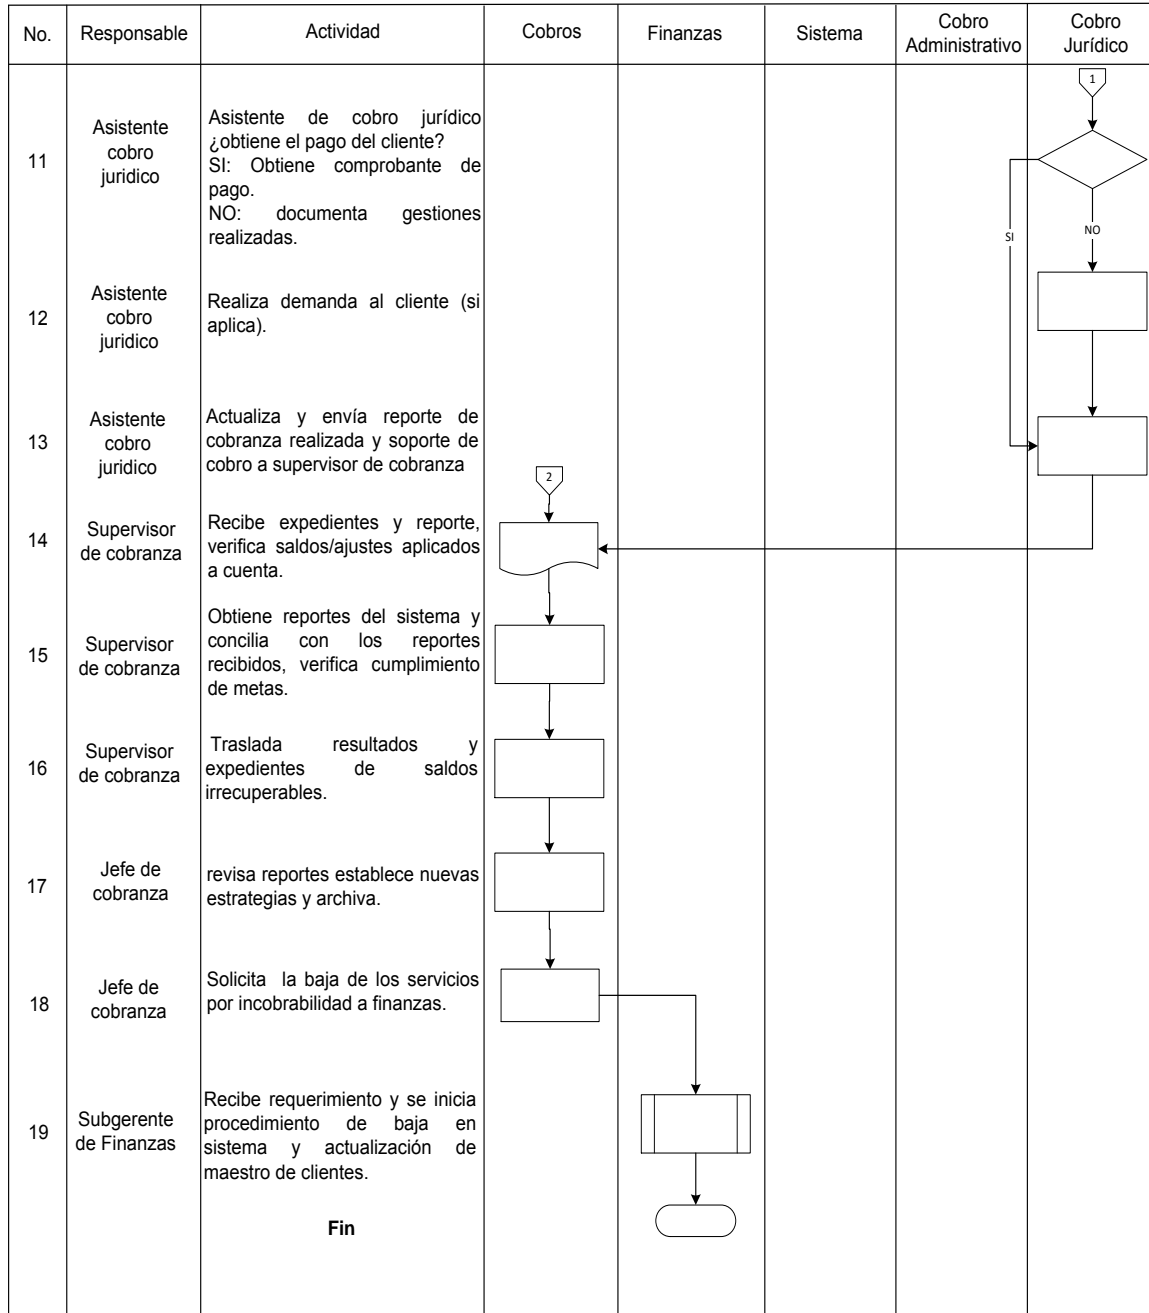 No.
Responsable
Actividad
Cobros
Finanzas
Sistema
Cobro
Administrativo
Cobro
Jurídico
1
11
Asistente
cobro
juridico
Asistente de cobro jurídico
¿obtiene el pago del cliente?
SI: Obtiene comprobante de
pago.
NO: documenta gestiones
realizadas.
SI
NO
12
Asistente
cobro
juridico
Realiza demanda al cliente (si
aplica).
13
Asistente
cobro
juridico
Actualiza y envía reporte de
cobranza realizada y soporte de
cobro a supervisor de cobranza
2
14
Supervisor
de cobranza
Recibe expedientes y reporte,
verifica saldos/ajustes aplicados
a cuenta.
15
Supervisor
de cobranza
Obtiene reportes del sistema y
concilia con los reportes
recibidos, verifica cumplimiento
de metas.
16
Supervisor
de cobranza
Traslada resultados y
expedientes de saldos
irrecuperables.
17
Jefe de
cobranza
revisa reportes establece nuevas
estrategias y archiva.
18
Jefe de
cobranza
Solicita la baja de los servicios
por incobrabilidad a finanzas.
19
Subgerente
de Finanzas
Recibe requerimiento y se inicia
procedimiento de baja en
sistema y actualización de
maestro de clientes.
Fin